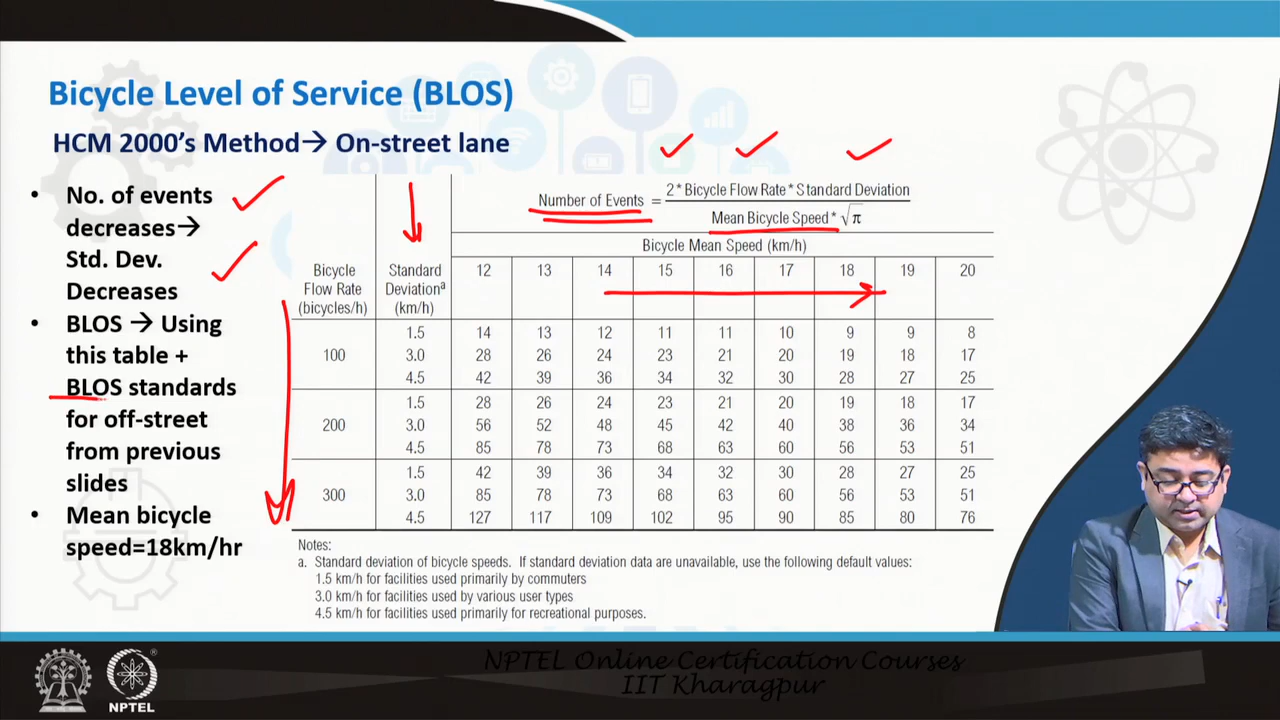 Bicycle Level of Service (BLOS)
HCM 2000's Method→ On-street lane
• No. of events
decreases→
Std. Dev.
Decreases
• BLOS → Using
this table +
BLOS standards
for off-street
from previous
slides
• Mean bicycle
speed=18km/hr
Number of Events = 2* Bicycle Flow Rate* Standard Deviation
Mean Bicycle Speed* √π
Bicycle Mean Speed (km/h)
Bicycle Flow Rate (bicycles/h) Standard Deviationª (km/h) 12 13 14 15 16 17 18 19 20
100 1.5 14 13 12 11 11 10 9 9 8
3.0 28 26 24 23 21 20 19 18 17
4.5 42 39 36 34 32 30 28 27 25
200 1.5 28 26 24 23 21 20 19 18 17
3.0 56 52 48 45 42 40 38 36 34
4.5 85 78 73 68 63 60 56 53 51
300 1.5 42 39 36 34 32 30 28 27 25
3.0 85 78 73 68 63 60 56 53 51
4.5 127 117 109 102 95 90 85 80 76
Notes:
a. Standard deviation of bicycle speeds. If standard deviation data are unavailable, use the following default values:
1.5 km/h for facilities used primarily by commuters
3.0 km/h for facilities used by various user types
4.5 km/h for facilities used primarily for recreational purposes.
NPTEL Online Certification Courses
IIT Kharagpur
NPTEL